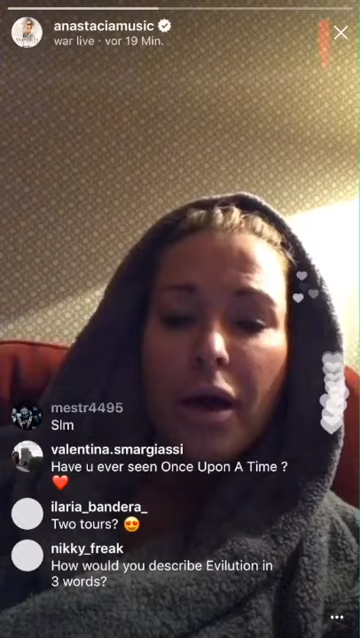 anastaciamusic
war live · vor 19 Min.
mestr4495
Slm
valentina.smargiassi
Have u ever seen Once Upon A Time ?
❤️
ilaria_bandera_
Two tours? 😍
nikky_freak
How would you describe Evilution in
3 words?